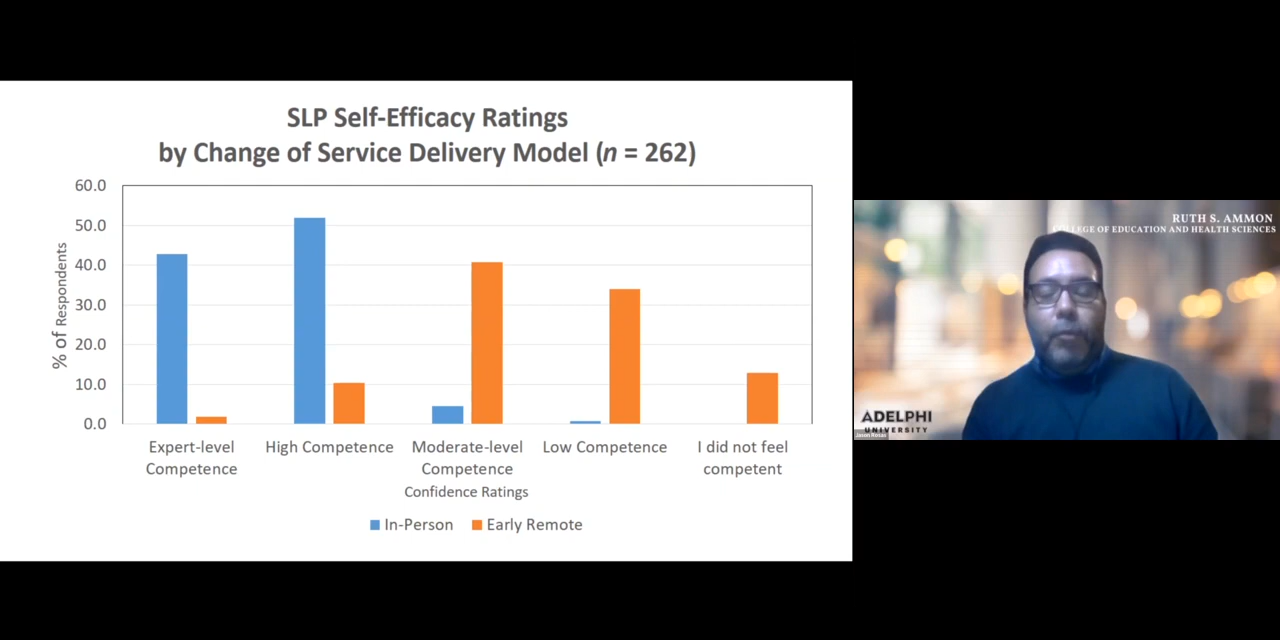 SLP Self-Efficacy Ratings
by Change of Service Delivery Model (n = 262)
60.0
50.0
40.0
30.0
20.0
10.0
0.0
% of Respondents
Expert-level
Competence
High Competence
Moderate-level
Competence
Low Competence
I did not feel
competent
Confidence Ratings
In-Person
Early Remote
RUTH S. AMMON
COLLEGE OF EDUCATION AND HEALTH SCIENCES
ADELPHI
UNIVERSITY
Jason Rosas